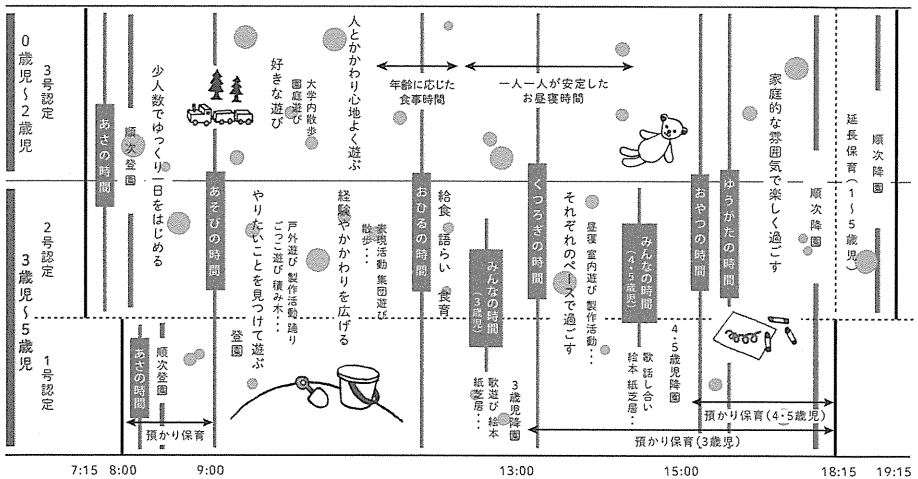 0歳児〜2歳児
3号認定
3歳児〜5歳児
2号認定
1号認定
あさの時間
順次登園
少人数でゆっくり一日をはじめる
あそびの時間
好きな遊び
園庭遊び
大学内散歩
人とかかわり心地よく遊ぶ
年齢に応じた
食事時間
一人一人が安定した
お昼寝時間
家庭的な雰囲気で楽しく過ごす
順次降園
延長保育(1〜5歳児)
順次降園
あさの時間
順次登園
預かり保育
登園
やりたいことを見つけて遊ぶ
ごっこ遊び 積み木・・・
戸外遊び 製作活動 踊り
経験やかかわりを広げる
散歩・・・
表現活動 集団遊び
おひるの時間
給食 語らい 食育
みんなの時間
(3歳児)
紙芝居・・・
歌遊び 絵本
3歳児降園
くつろぎの時間
それぞれのペースで過ごす
昼寝 室内遊び 製作活動・・・
みんなの時間
(4・5歳児)
絵本 紙芝居・・・
歌 話し合い
4・5歳児降園
おやつの時間
ゆうがたの時間
預かり保育(4・5歳児)
預かり保育(3歳児)
7:15 8:00 9:00 13:00 15:00 18:15 19:15